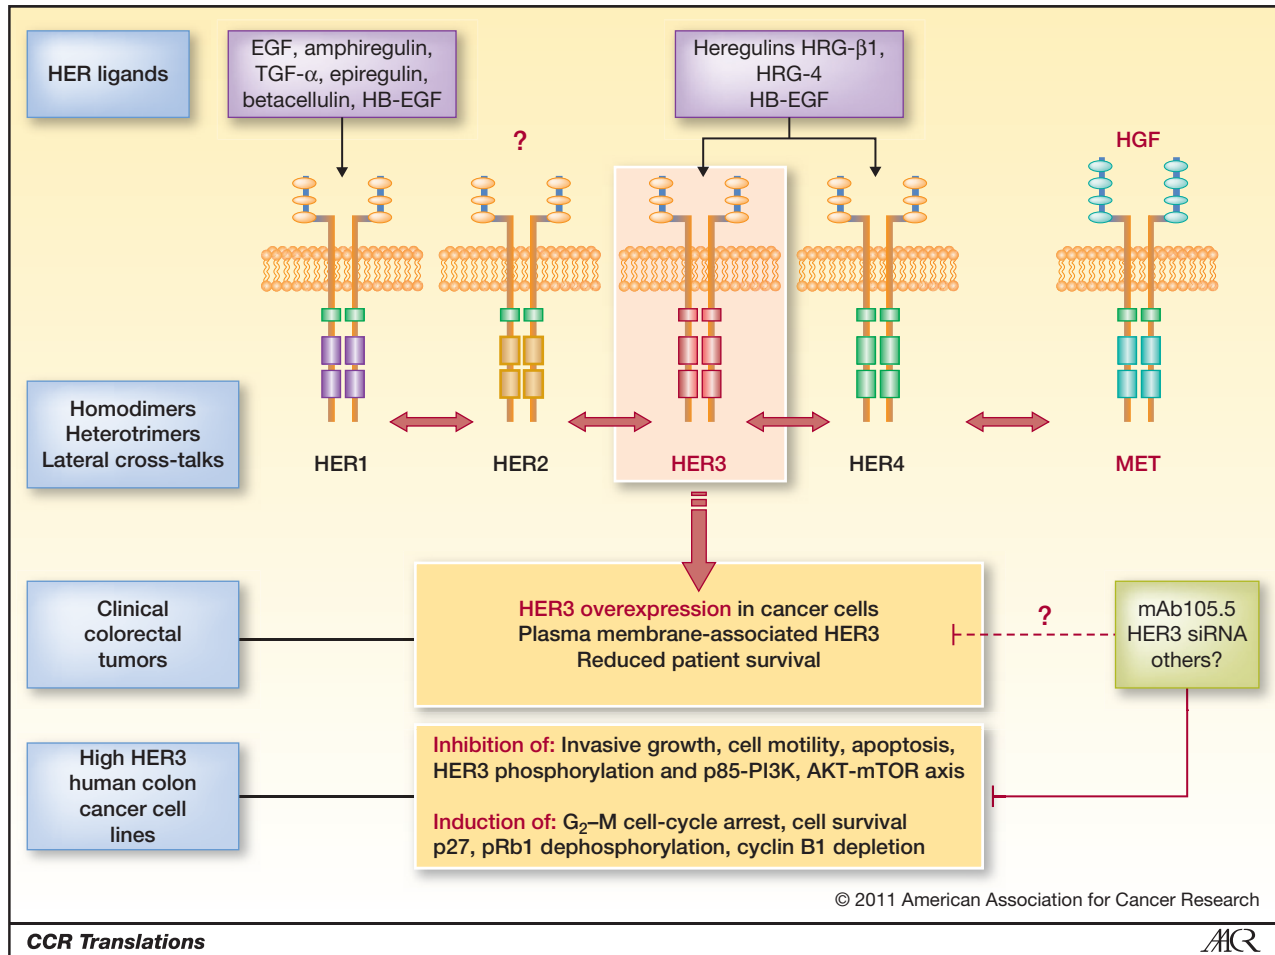 HER ligands
EGF, amphiregulin,
TGF-α, epiregulin,
betacellulin, HB-EGF
Heregulins HRG-β1,
HRG-4
HB-EGF
?
HGF
Homodimers
Heterotrimers
Lateral cross-talks
HER1
HER2
HER3
HER4
MET
Clinical
colorectal
tumors
HER3 overexpression in cancer cells
Plasma membrane-associated HER3
Reduced patient survival
?
mAb105.5
HER3 siRNA
others?
High HER3
human colon
cancer cell
lines
Inhibition of: Invasive growth, cell motility, apoptosis,
HER3 phosphorylation and p85-PI3K, AKT-mTOR axis
Induction of: G₂–M cell-cycle arrest, cell survival
p27, pRb1 dephosphorylation, cyclin B1 depletion
© 2011 American Association for Cancer Research
CCR Translations
AACR